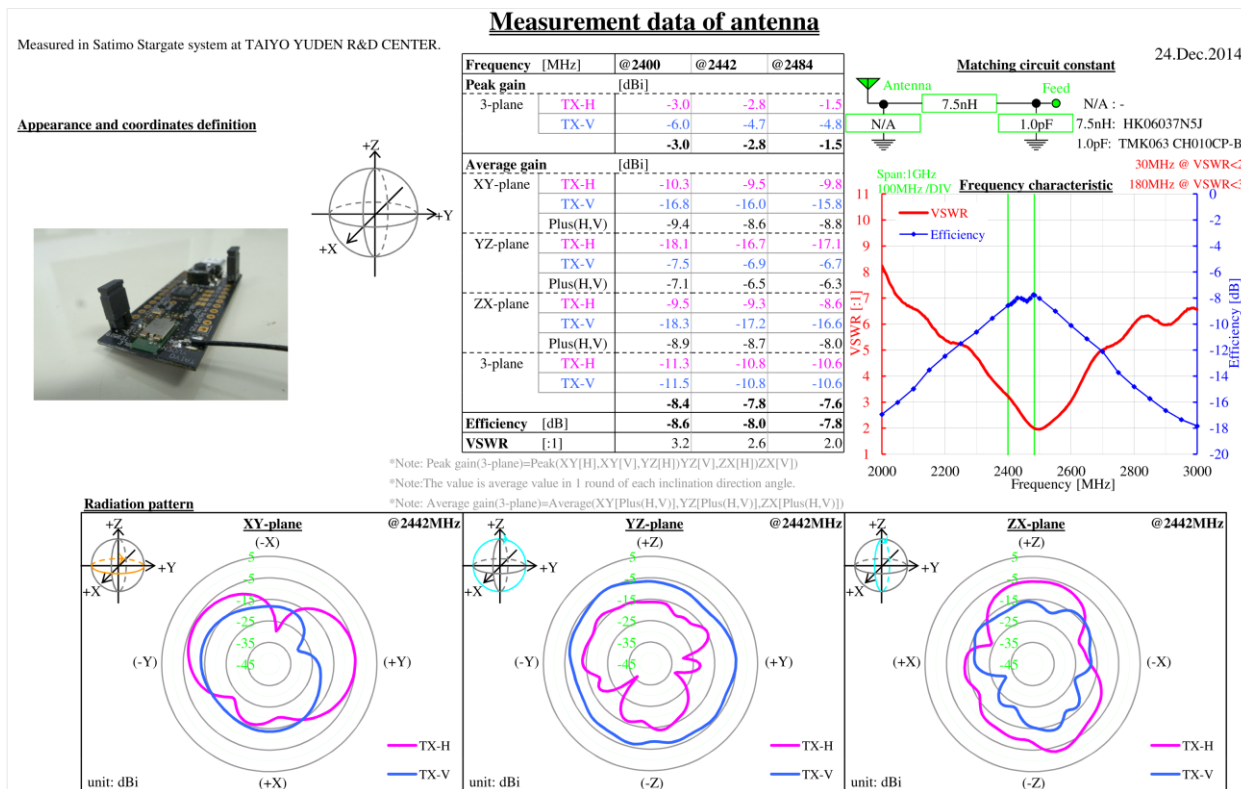 Measurement data of antenna
Measured in Satimo Stargate system at TAIYO YUDEN R&D CENTER.
24.Dec.2014
Appearance and coordinates definition
+Z
+Y
+X
Frequency [MHz] @2400 @2442 @2484
Peak gain [dBi]
3-plane TX-H -3.0 -2.8 -1.5
TX-V -6.0 -4.7 -4.8
-3.0 -2.8 -1.5
Average gain [dBi]
XY-plane TX-H -10.3 -9.5 -9.8
TX-V -16.8 -16.0 -15.8
Plus(H,V) -9.4 -8.6 -8.8
YZ-plane TX-H -18.1 -16.7 -17.1
TX-V -7.5 -6.9 -6.7
Plus(H,V) -7.1 -6.5 -6.3
ZX-plane TX-H -9.5 -9.3 -8.6
TX-V -18.3 -17.2 -16.6
Plus(H,V) -8.9 -8.7 -8.0
3-plane TX-H -11.3 -10.8 -10.6
TX-V -11.5 -10.8 -10.6
-8.4 -7.8 -7.6
Efficiency [dB] -8.6 -8.0 -7.8
VSWR [:1] 3.2 2.6 2.0
*Note: Peak gain(3-plane)=Peak(XY[H],XY[V],YZ[H])YZ[V],ZX[H])ZX[V])
*Note:The value is average value in 1 round of each inclination direction angle.
*Note: Average gain(3-plane)=Average(XY[Plus(H,V)],YZ[Plus(H,V)],ZX[Plus(H,V)])
Matching circuit constant
Antenna
Feed
7.5nH
N/A
1.0pF
N/A : -
7.5nH: HK06037N5J
1.0pF: TMK063 CH010CP-B
30MHz @ VSWR<2
180MHz @ VSWR<3
Span:1GHz
100MHz /DIV
Frequency characteristic
VSWR
Efficiency
VSWR [:1]
11
10
9
8
7
6
5
4
3
2
1
0
-2
-4
-6
-8
-10
-12
-14
-16
-18
-20
Efficiency [dB]
2000 2200 2400 2600 2800 3000
Frequency [MHz]
Radiation pattern
XY-plane
@2442MHz
+Z
+Y
+X
(-X)
5
-5
-15
-25
-35
-45
(-Y)
(+Y)
(+X)
TX-H
TX-V
unit: dBi
YZ-plane
@2442MHz
+Z
+Y
+X
(+Z)
5
-5
-15
-25
-35
-45
(-Y)
(+Y)
(-Z)
TX-H
TX-V
unit: dBi
ZX-plane
@2442MHz
+Z
+Y
+X
(+Z)
5
-5
-15
-25
-35
-45
(+X)
(-X)
(-Z)
TX-H
TX-V
unit: dBi